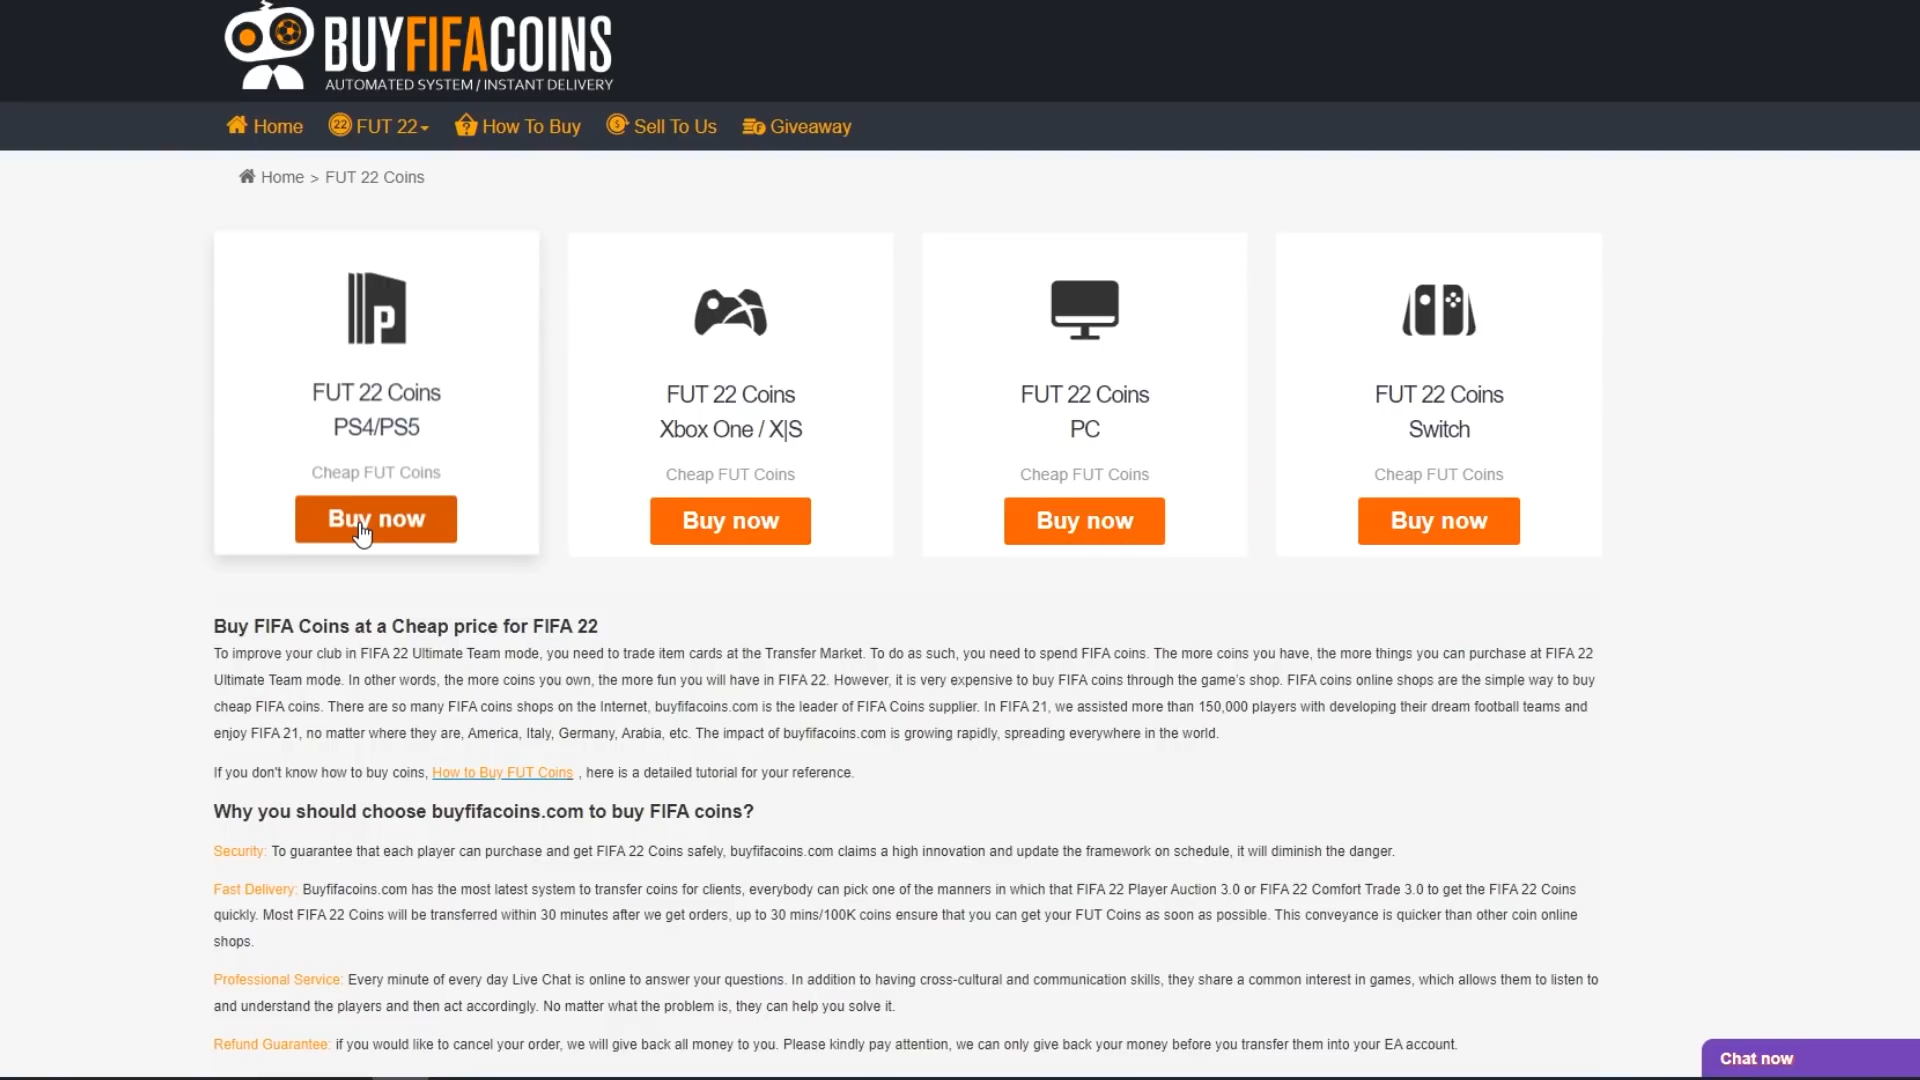 BUYFIFACOINS
AUTOMATED SYSTEM / INSTANT DELIVERY
Home
22 FUT 22
How To Buy
Sell To Us
Giveaway
Home > FUT 22 Coins
P
FUT 22 Coins
PS4/PS5
Cheap FUT Coins
Buy now
FUT 22 Coins
Xbox One / X|S
Cheap FUT Coins
Buy now
FUT 22 Coins
PC
Cheap FUT Coins
Buy now
FUT 22 Coins
Switch
Cheap FUT Coins
Buy now
Buy FIFA Coins at a Cheap price for FIFA 22
To improve your club in FIFA 22 Ultimate Team mode, you need to trade item cards at the Transfer Market. To do as such, you need to spend FIFA coins. The more coins you have, the more things you can purchase at FIFA 22
Ultimate Team mode. In other words, the more coins you own, the more fun you will have in FIFA 22. However, it is very expensive to buy FIFA coins through the game's shop. FIFA coins online shops are the simple way to buy
cheap FIFA coins. There are so many FIFA coins shops on the Internet, buyfifacoins.com is the leader of FIFA Coins supplier. In FIFA 21, we assisted more than 150,000 players with developing their dream football teams and
enjoy FIFA 21, no matter where they are, America, Italy, Germany, Arabia, etc. The impact of buyfifacoins.com is growing rapidly, spreading everywhere in the world.
If you don't know how to buy coins, How to Buy FUT Coins , here is a detailed tutorial for your reference.
Why you should choose buyfifacoins.com to buy FIFA coins?
Security: To guarantee that each player can purchase and get FIFA 22 Coins safely, buyfifacoins.com claims a high innovation and update the framework on schedule, it will diminish the danger.
Fast Delivery: Buyfifacoins.com has the most latest system to transfer coins for clients, everybody can pick one of the manners in which that FIFA 22 Player Auction 3.0 or FIFA 22 Comfort Trade 3.0 to get the FIFA 22 Coins
quickly. Most FIFA 22 Coins will be transferred within 30 minutes after we get orders, up to 30 mins/100K coins ensure that you can get your FUT Coins as soon as possible. This conveyance is quicker than other coin online
shops.
Professional Service: Every minute of every day Live Chat is online to answer your questions. In addition to having cross-cultural and communication skills, they share a common interest in games, which allows them to listen to
and understand the players and then act accordingly. No matter what the problem is, they can help you solve it.
Refund Guarantee: if you would like to cancel your order, we will give back all money to you. Please kindly pay attention, we can only give back your money before you transfer them into your EA account.
Chat now